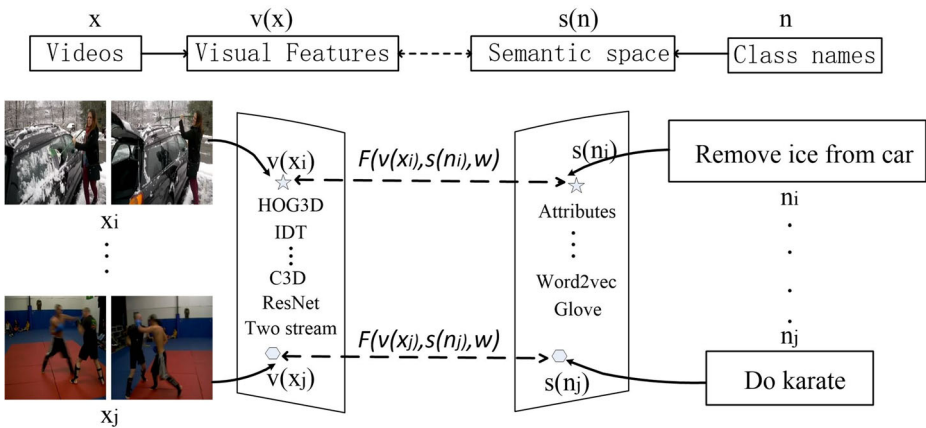 x v(x) s(n) n
Videos Visual Features Semantic space Class names
v(xi) F(v(xi),s(ni),w) s(ni) Remove ice from car
HOG3D Attributes
xi IDT ni
C3D Word2vec
ResNet Glove
Two stream nj
F(v(xj),s(nj),w)
v(xj) s(nj) Do karate
xj